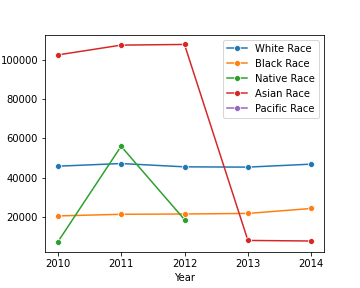 100000
80000
60000
40000
20000
2010 2011 2012 2013 2014
Year
White Race
Black Race
Native Race
Asian Race
Pacific Race